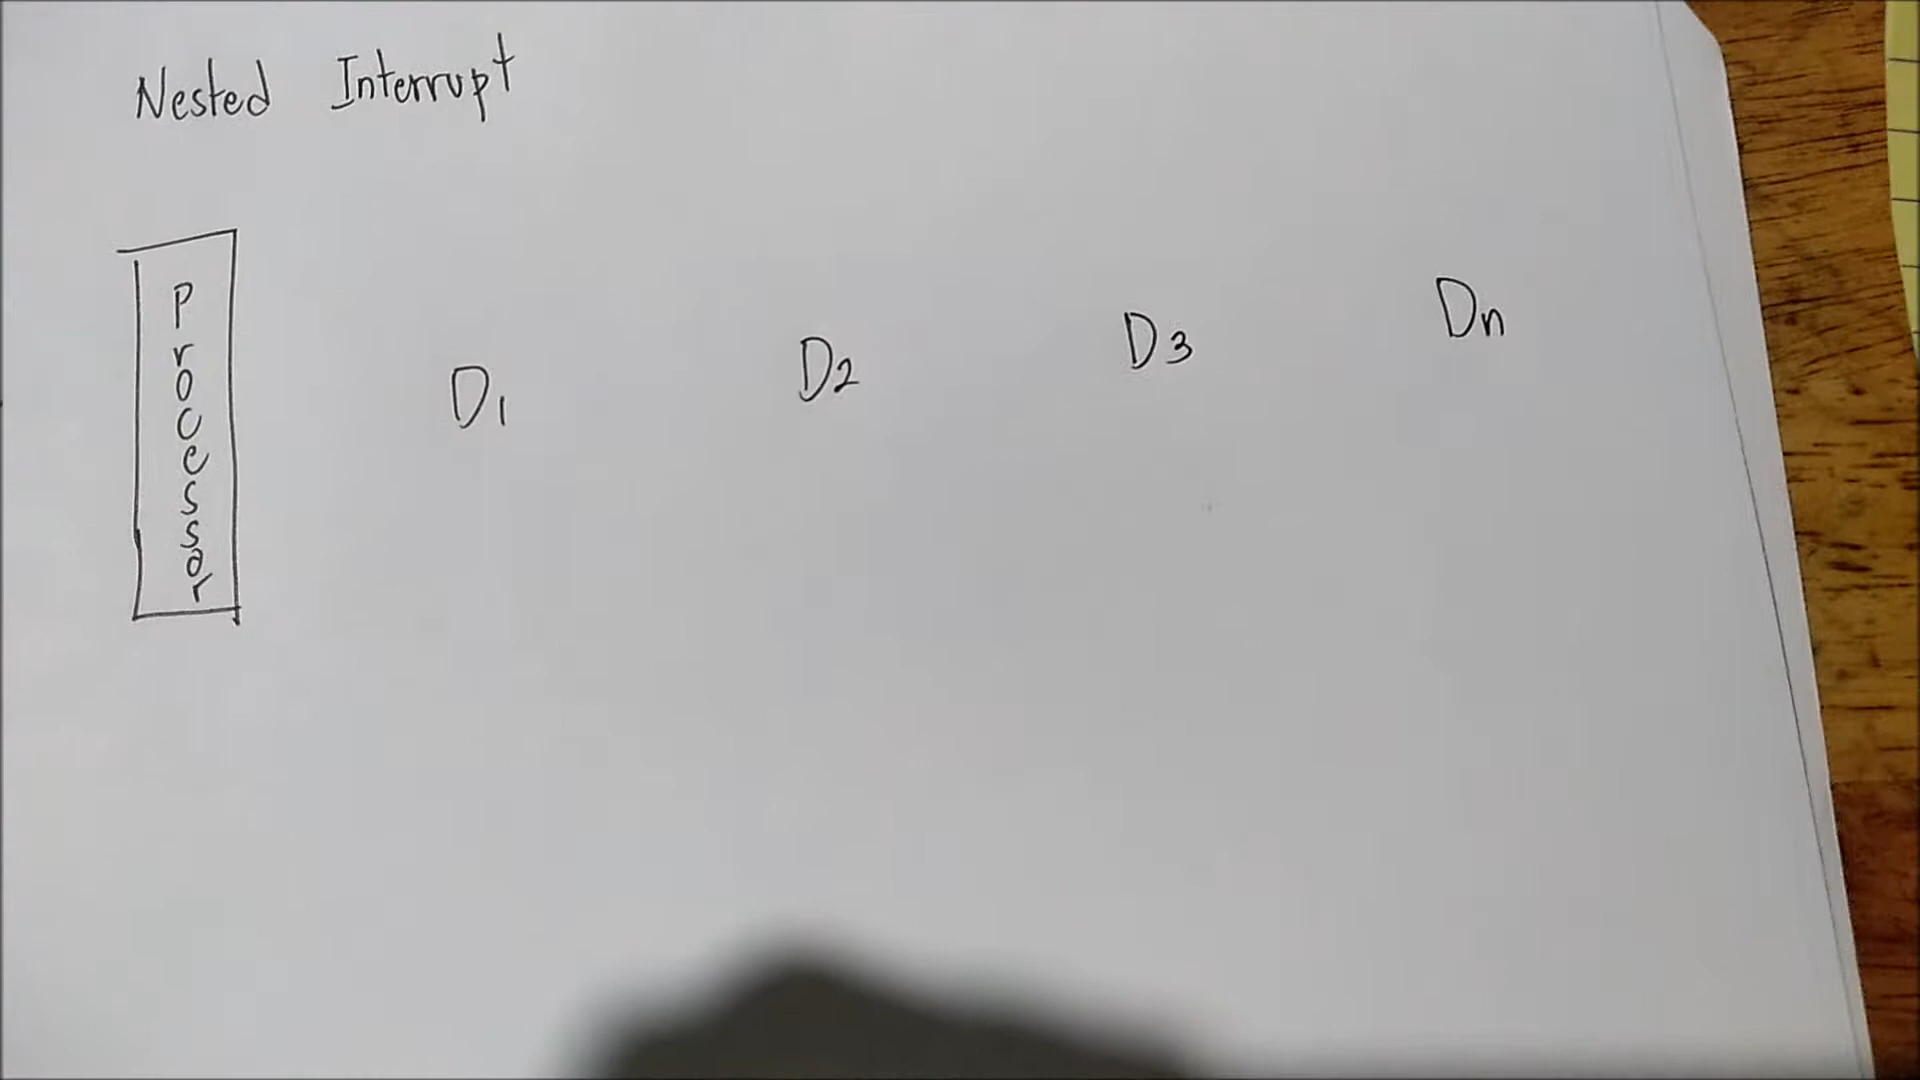 Nested Interrupt
Processor
D1 D2 D3 Dn